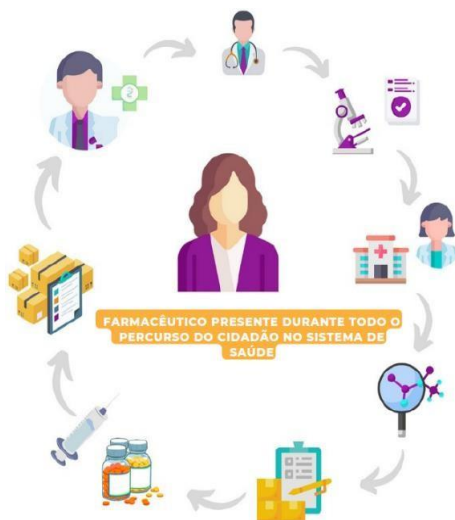 FARMACÊUTICO PRESENTE DURANTE TODO O
PERCURSO DO CIDADÃO NO SISTEMA DE
SAÚDE